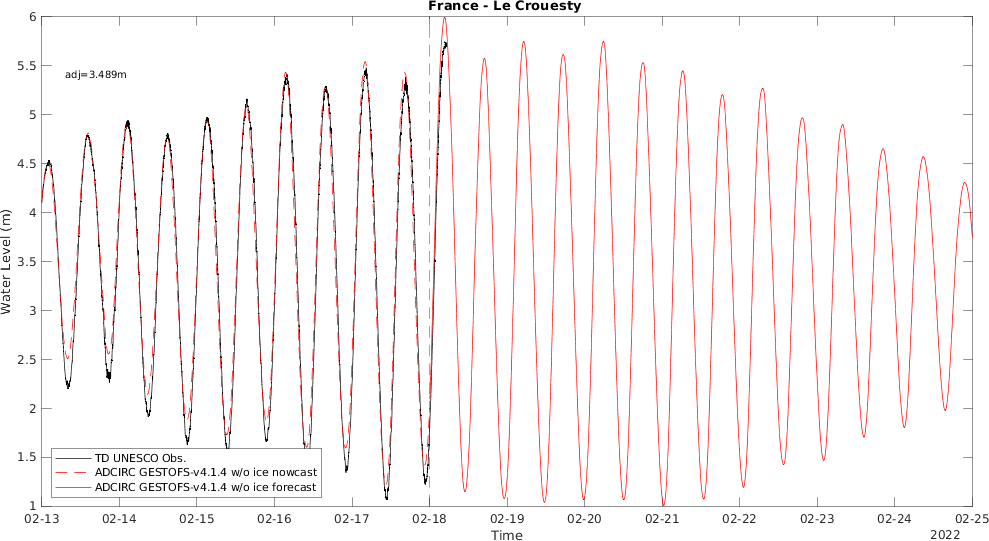 France - Le Crouesty
6
5.5
5
4.5
4
3.5
3
2.5
2
1.5
1
Water Level (m)
adj=3.489m
TD UNESCO Obs.
ADCIRC GESTOFS-v4.1.4 w/o ice nowcast
ADCIRC GESTOFS-v4.1.4 w/o ice forecast
02-13 02-14 02-15 02-16 02-17 02-18 02-19 02-20 02-21 02-22 02-23 02-24 02-25
Time
2022